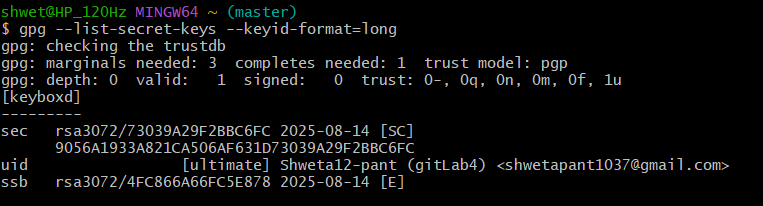 shwet@HP_120Hz MINGW64 ~ (master)
$ gpg --list-secret-keys --keyid-format=long
gpg: checking the trustdb
gpg: marginals needed: 3  completes needed: 1  trust model: pgp
gpg: depth: 0  valid:   1  signed:   0  trust: 0-, 0q, 0n, 0m, 0f, 1u
[keyboxd]
---------
sec   rsa3072/73039A29F2BBC6FC 2025-08-14 [SC]
      9056A1933A821CA506AF631D73039A29F2BBC6FC
uid                 [ultimate] Shweta12-pant (gitLab4) <shwetapant1037@gmail.com>
ssb   rsa3072/4FC866A66FC5E878 2025-08-14 [E]